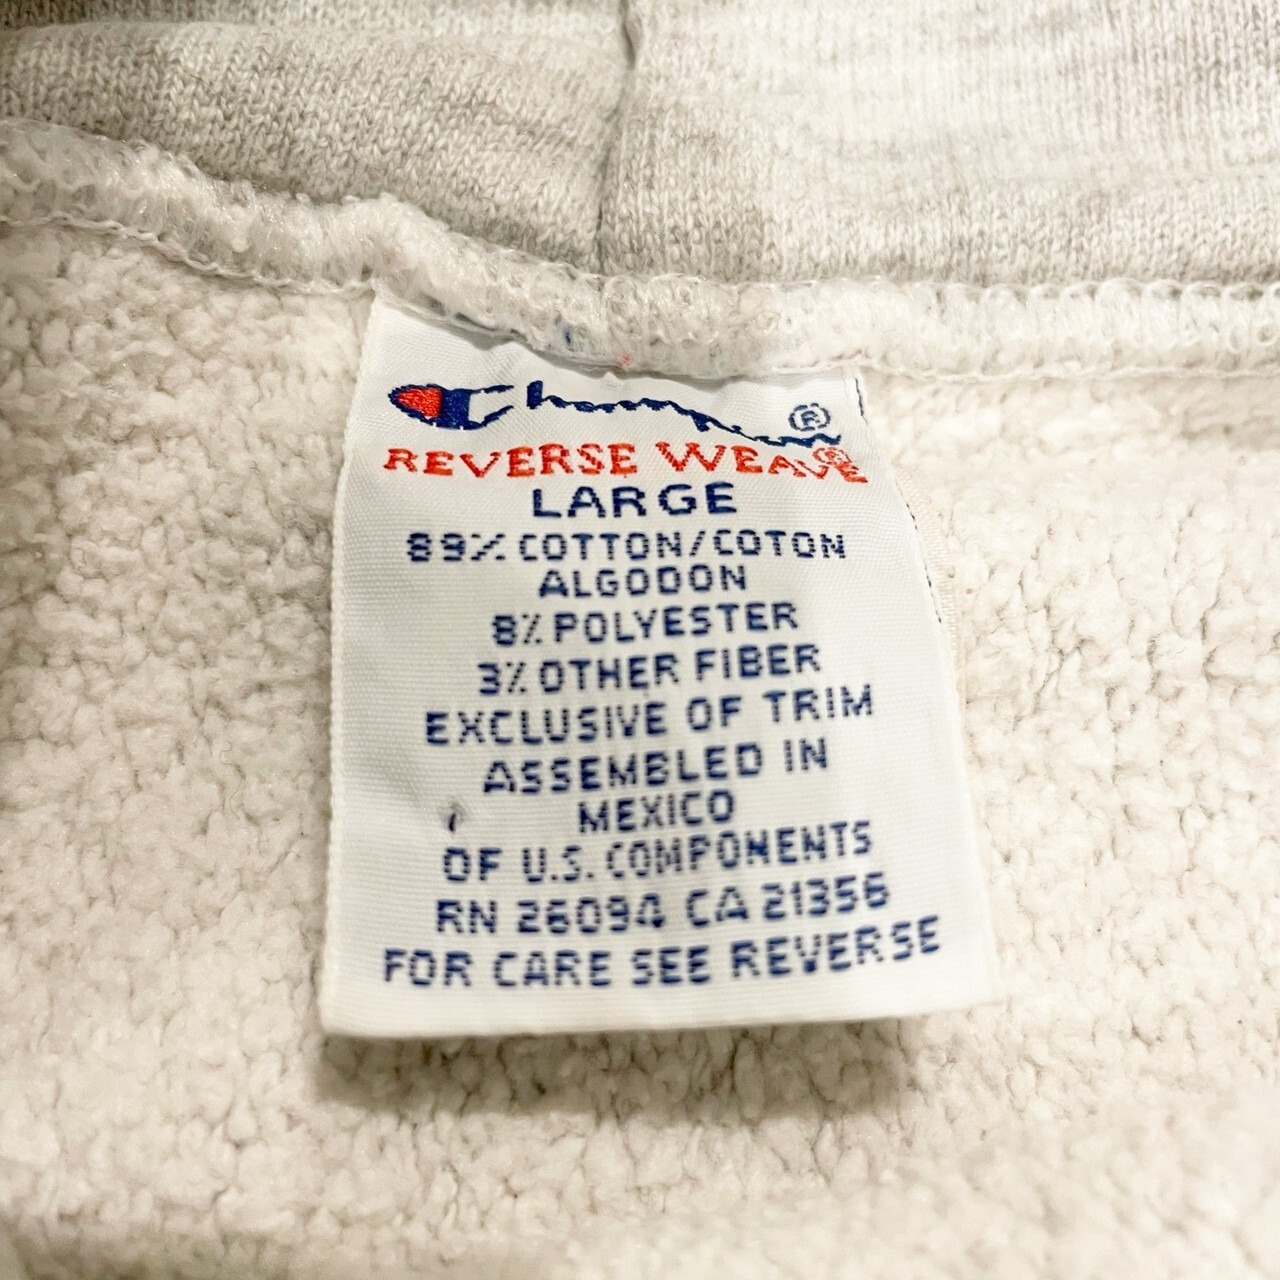 Champion®
REVERSE WEAVE®
LARGE
89% COTTON/COTON
ALGODON
8% POLYESTER
3% OTHER FIBER
EXCLUSIVE OF TRIM
ASSEMBLED IN
MEXICO
OF U.S. COMPONENTS
RN 26094 CA 21356
FOR CARE SEE REVERSE